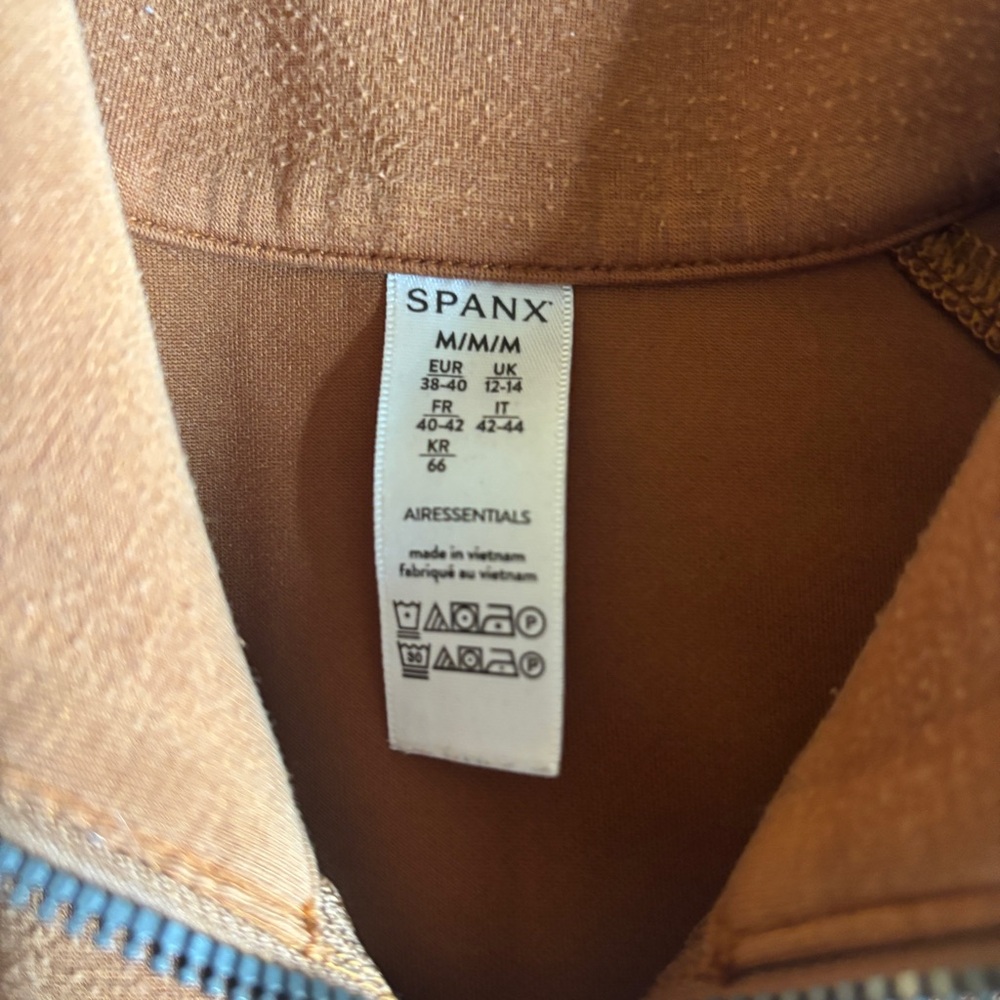 SPANX
M/M/M
EUR UK
38-40 12-14
FR IT
40-42 42-44
KR
66
AIRESSENTIALS
made in vietnam
fabriqué au vietnam
P
30 P